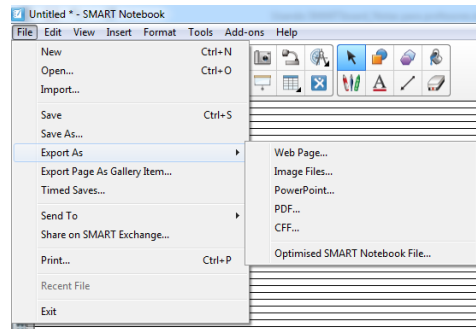 Untitled * - SMART Notebook
File Edit View Insert Format Tools Add-ons Help
New Ctrl+N
Open... Ctrl+O
Import...
Save Ctrl+S
Save As...
Export As
Export Page As Gallery Item...
Timed Saves...
Send To
Share on SMART Exchange...
Print... Ctrl+P
Recent File
Exit
Web Page...
Image Files...
PowerPoint...
PDF...
CFF...
Optimised SMART Notebook File...